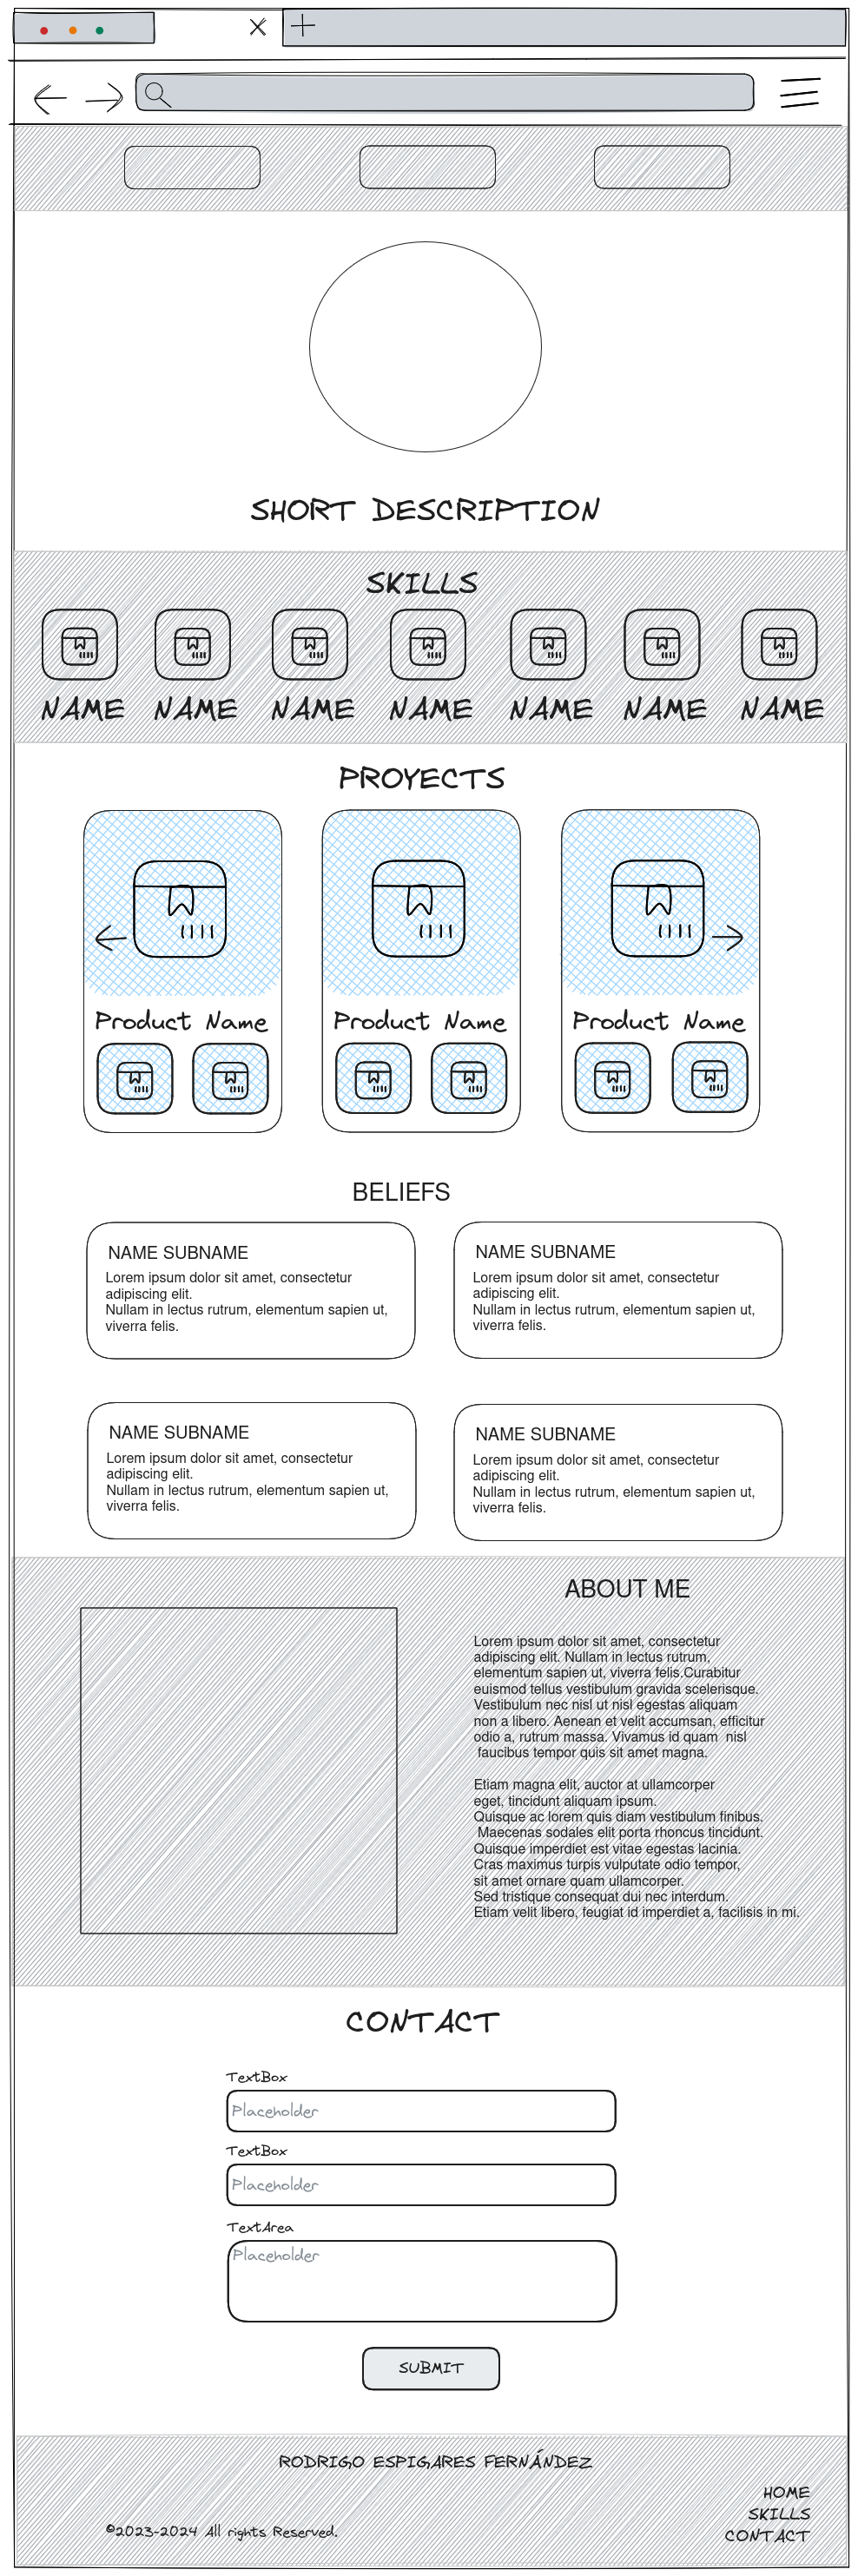 SHORT DESCRIPTION
SKILLS
NAME NAME NAME NAME NAME NAME NAME
PROYECTS
Product Name Product Name Product Name
BELIEFS
NAME SUBNAME
Lorem ipsum dolor sit amet, consectetur
adipiscing elit.
Nullam in lectus rutrum, elementum sapien ut,
viverra felis.
NAME SUBNAME
Lorem ipsum dolor sit amet, consectetur
adipiscing elit.
Nullam in lectus rutrum, elementum sapien ut,
viverra felis.
NAME SUBNAME
Lorem ipsum dolor sit amet, consectetur
adipiscing elit.
Nullam in lectus rutrum, elementum sapien ut,
viverra felis.
NAME SUBNAME
Lorem ipsum dolor sit amet, consectetur
adipiscing elit.
Nullam in lectus rutrum, elementum sapien ut,
viverra felis.
ABOUT ME
Lorem ipsum dolor sit amet, consectetur
adipiscing elit. Nullam in lectus rutrum,
elementum sapien ut, viverra felis.Curabitur
euismod tellus vestibulum gravida scelerisque.
Vestibulum nec nisl ut nisl egestas aliquam
non a libero. Aenean et velit accumsan, efficitur
odio a, rutrum massa. Vivamus id quam nisl
faucibus tempor quis sit amet magna.
Etiam magna elit, auctor at ullamcorper
eget, tincidunt aliquam ipsum.
Quisque ac lorem quis diam vestibulum finibus.
Maecenas sodales elit porta rhoncus tincidunt.
Quisque imperdiet est vitae egestas lacinia.
Cras maximus turpis vulputate odio tempor,
sit amet ornare quam ullamcorper.
Sed tristique consequat dui nec interdum.
Etiam velit libero, feugiat id imperdiet a, facilisis in mi.
CONTACT
TextBox
Placeholder
TextBox
Placeholder
TextArea
Placeholder
SUBMIT
RODRIGO ESPIGARES FERNÁNDEZ
HOME
SKILLS
CONTACT
©2023-2024 All rights Reserved.